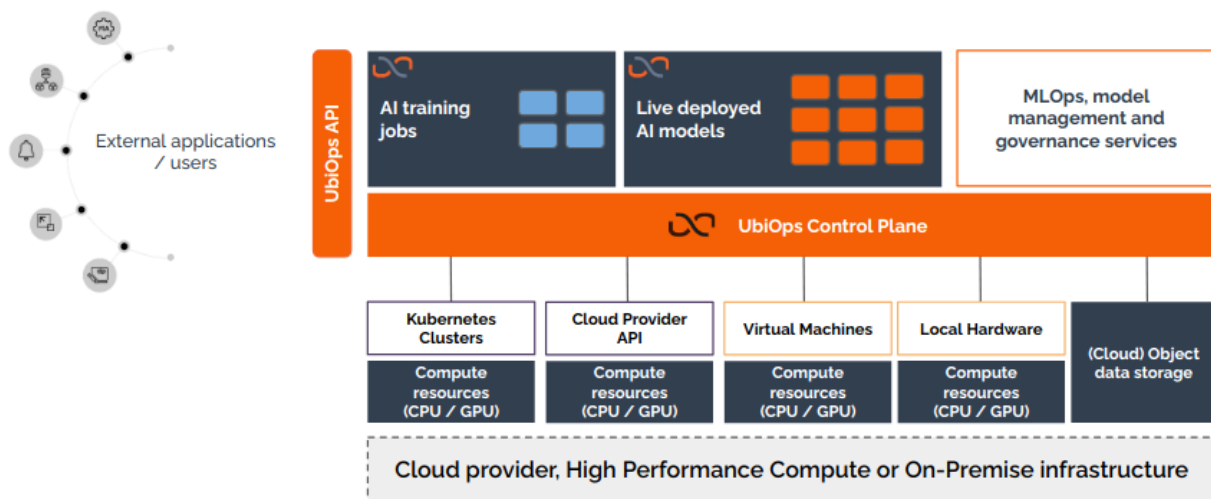 External applications
/ users
UbiOps API
AI training
jobs
Live deployed
AI models
MLOps, model
management and
governance services
UbiOps Control Plane
Kubernetes
Clusters
Cloud Provider
API
Virtual Machines
Local Hardware
(Cloud) Object
data storage
Compute
resources
(CPU / GPU)
Compute
resources
(CPU / GPU)
Compute
resources
(CPU / GPU)
Compute
resources
(CPU / GPU)
Cloud provider, High Performance Compute or On-Premise infrastructure